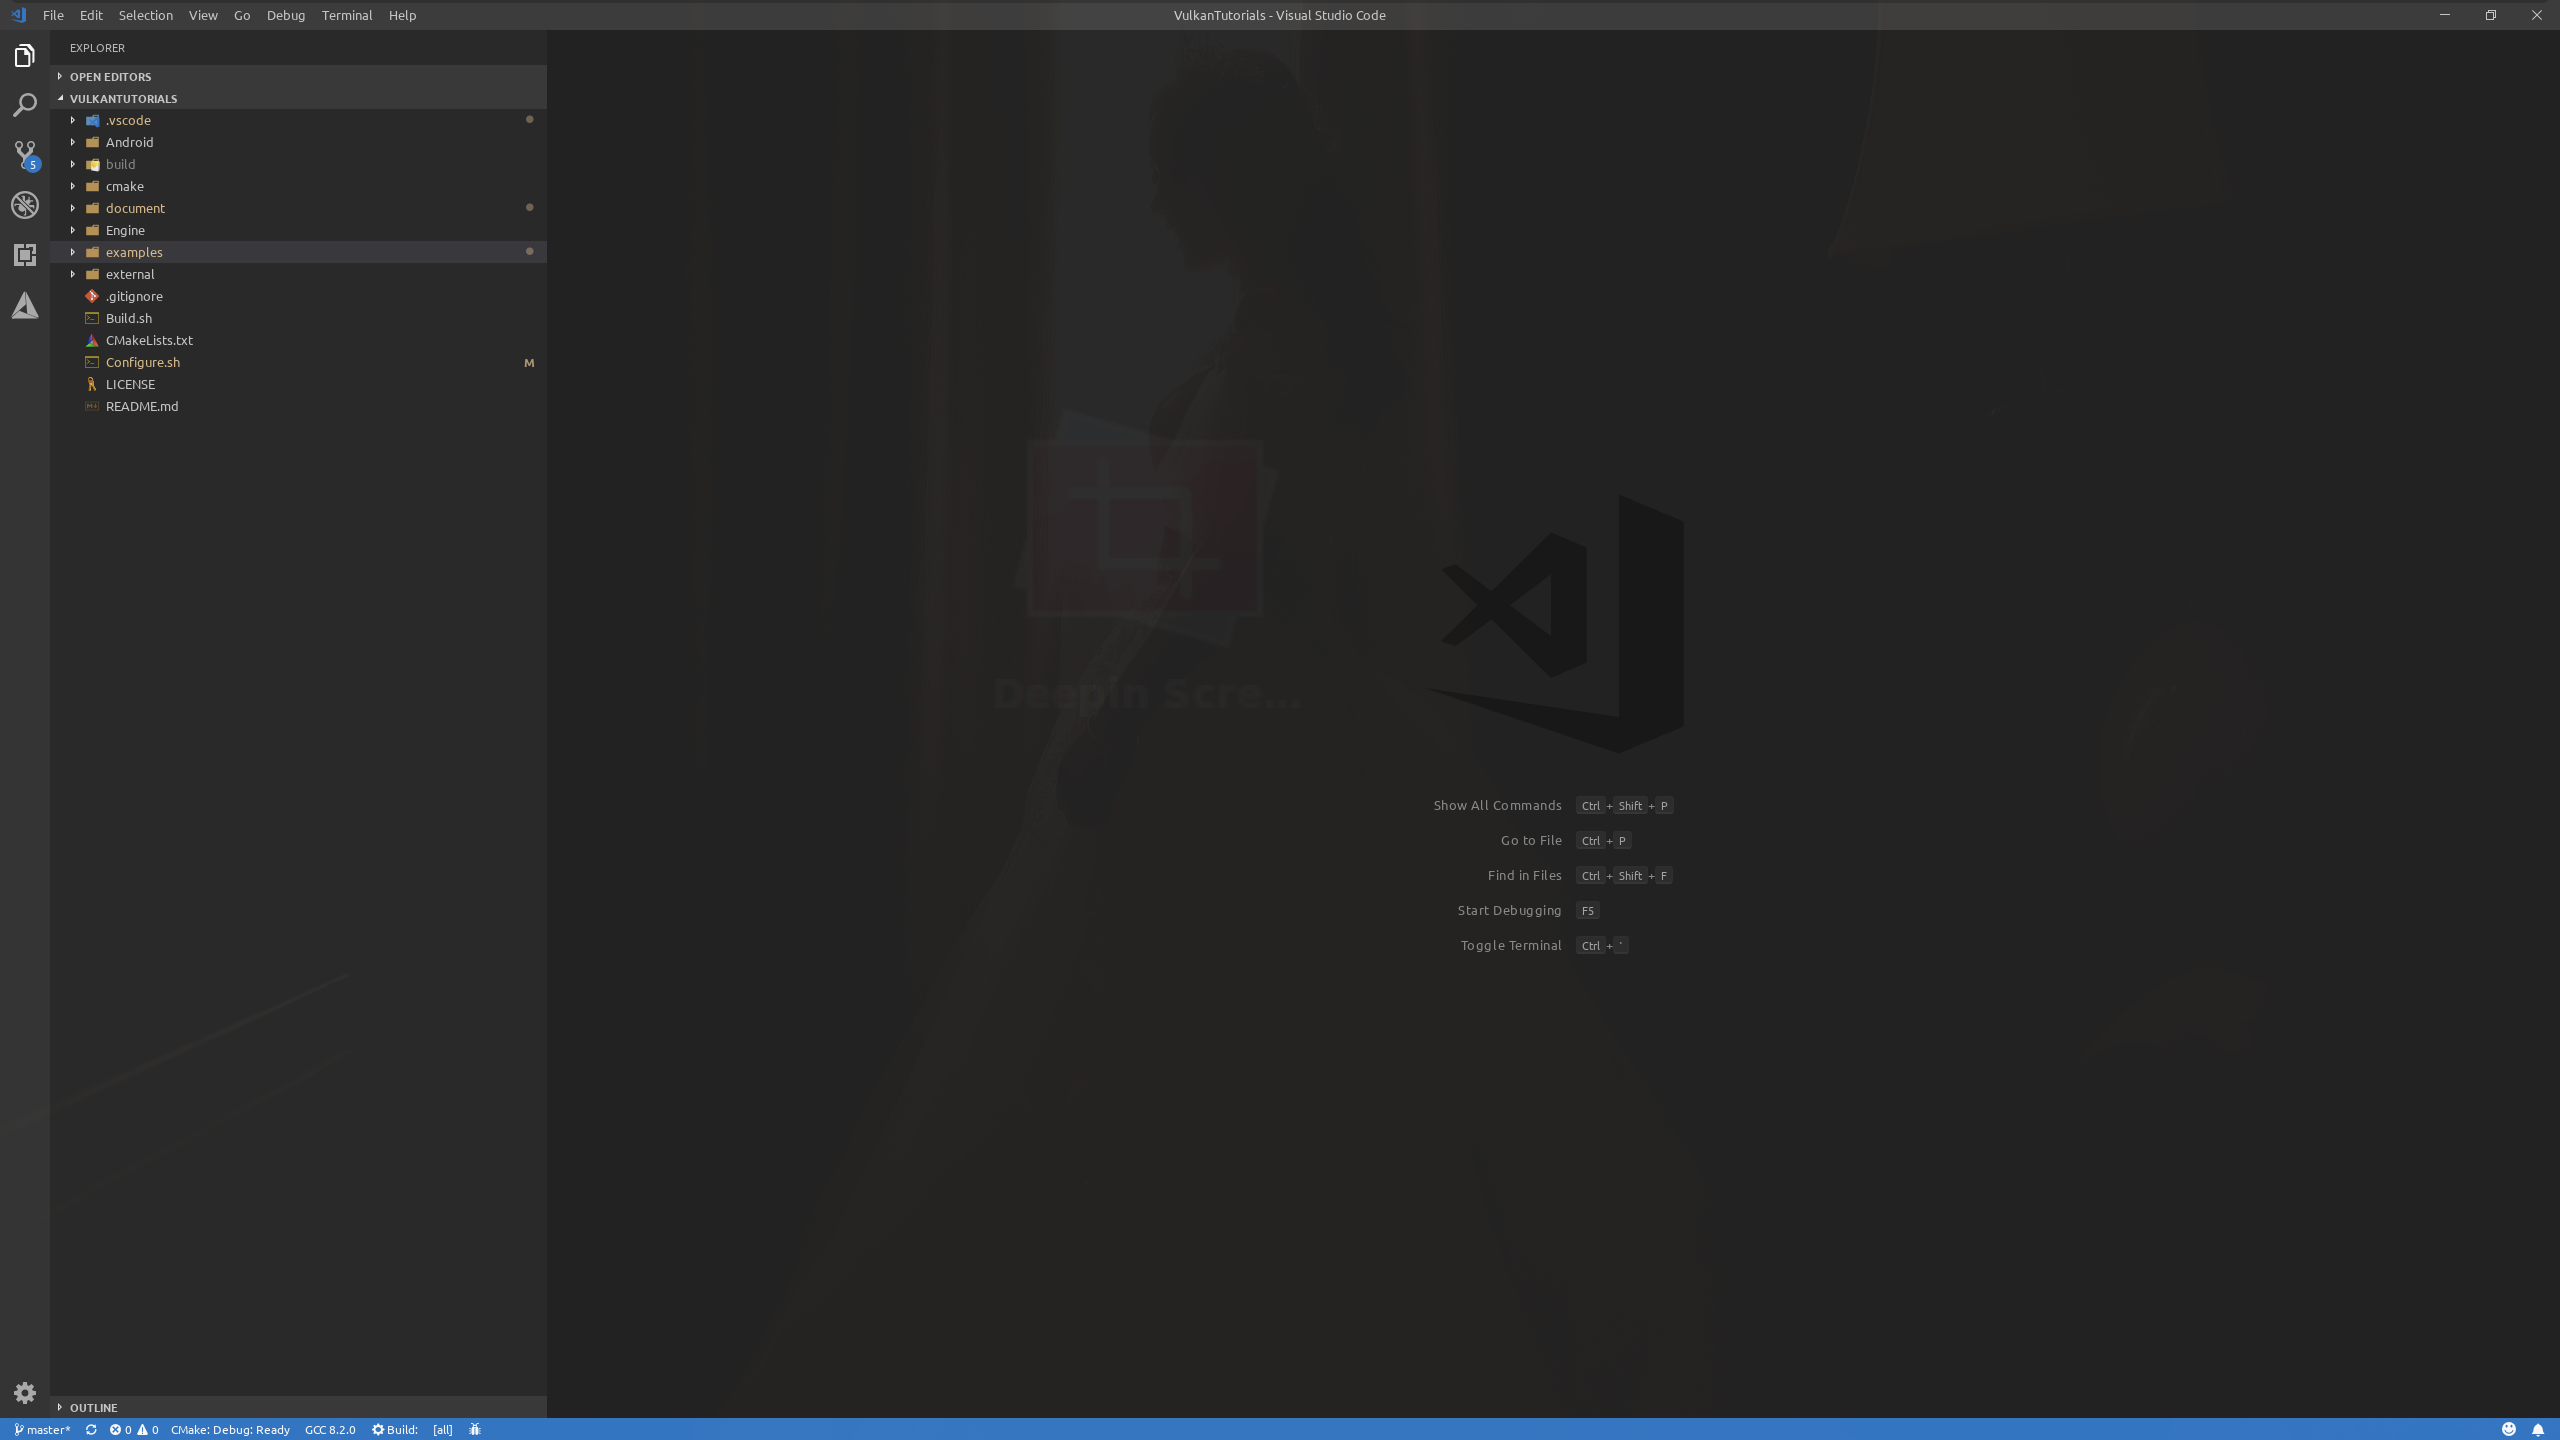 File Edit Selection View Go Debug Terminal Help
VulkanTutorials - Visual Studio Code
EXPLORER
OPEN EDITORS
VULKANTUTORIALS
.vscode
Android
build
5
cmake
document
Engine
examples
external
.gitignore
Build.sh
CMakeLists.txt
Configure.sh M
LICENSE
README.md
Deepin Scre...
Show All Commands Ctrl + Shift + P
Go to File Ctrl + P
Find in Files Ctrl + Shift + F
Start Debugging F5
Toggle Terminal Ctrl + `
OUTLINE
master* 0 0 CMake: Debug: Ready GCC 8.2.0 Build: [all]